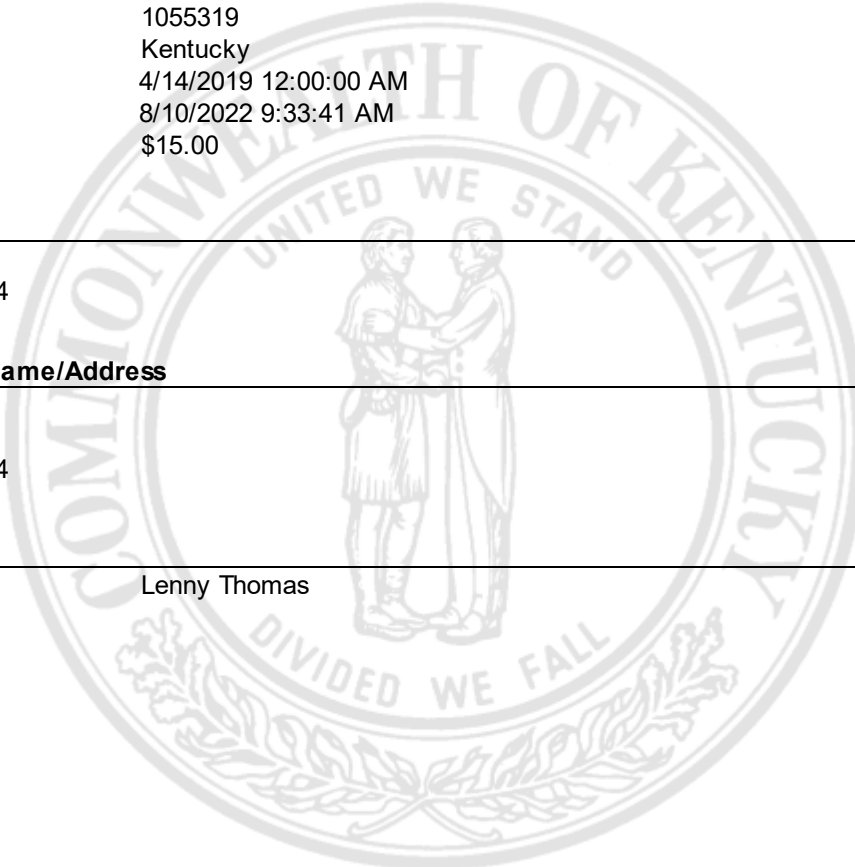 1055319
Kentucky
4/14/2019 12:00:00 AM
8/10/2022 9:33:41 AM
$15.00
COMMONWEALTH OF KENTUCKY
UNITED WE STAND
4
ame/Address
4
Lenny Thomas
DIVIDED WE FALL